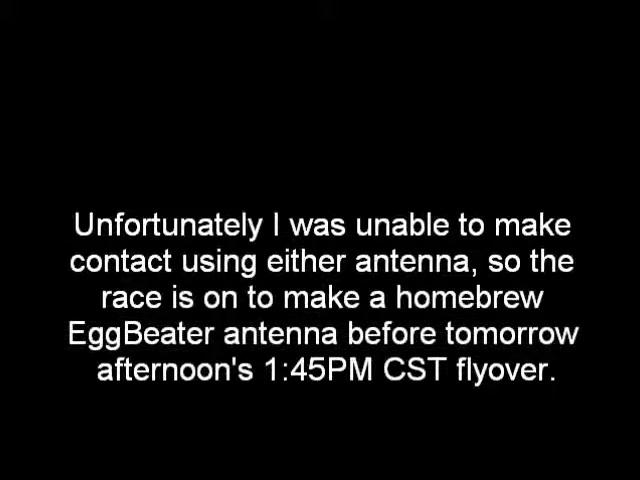 Unfortunately I was unable to make
contact using either antenna, so the
race is on to make a homebrew
EggBeater antenna before tomorrow
afternoon's 1:45PM CST flyover.